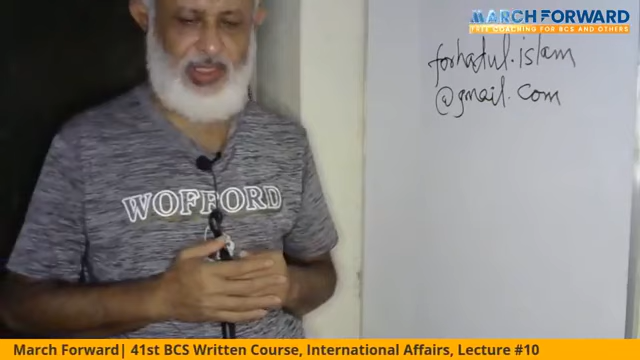 MARCH FORWARD
FREE COACHING FOR BCS AND OTHERS
forhatul.islam
@gmail.com
WOFFORD
March Forward| 41st BCS Written Course, International Affairs, Lecture #10